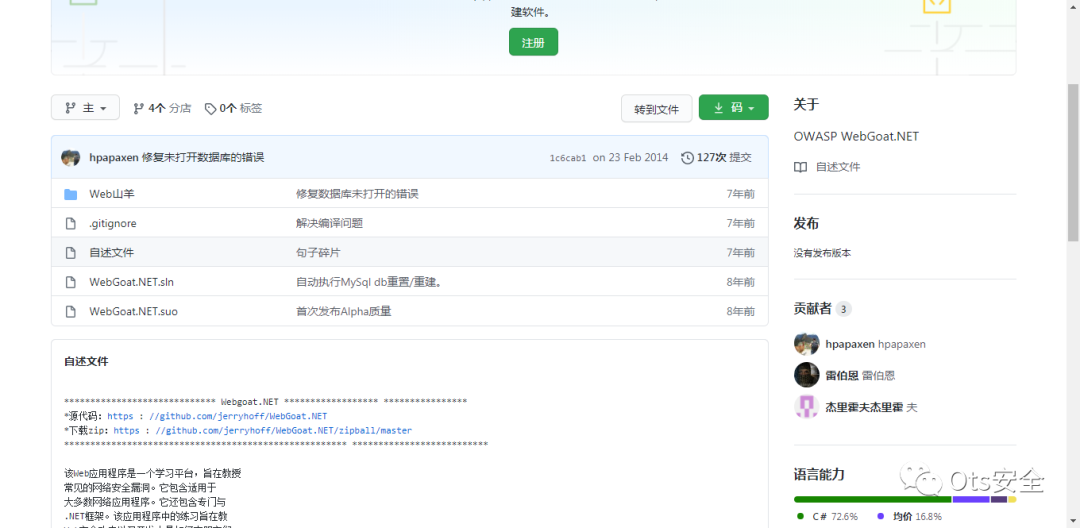 建软件。
注册
主
4个 分店
0个 标签
转到文件
码
hpapaxen 修复未打开数据库的错误
1c6cab1 on 23 Feb 2014
127次 提交
Web山羊 修复数据库未打开的错误 7年前
.gitignore 解决编译问题 7年前
自述文件 句子碎片 7年前
WebGoat.NET.sln 自动执行MySql db重置/重建。 8年前
WebGoat.NET.suo 首次发布Alpha质量 8年前
自述文件
***************************** Webgoat.NET ****************** ****************
*源代码：https : //github.com/jerryhoff/WebGoat.NET
*下载zip：https : //github.com/jerryhoff/WebGoat.NET/zipball/master
****************************************************** **************************
该Web应用程序是一个学习平台，旨在教授
常见的网络安全漏洞。它包含适用于
大多数网络应用程序。它还包含专门与
.NET框架。该应用程序中的练习旨在教
关于
OWASP WebGoat.NET
自述文件
发布
没有发布版本
贡献者 3
hpapaxen hpapaxen
雷伯恩 雷伯恩
杰里霍夫杰里霍 夫
语言能力
C# 72.6%
均价 16.8%
Ots安全